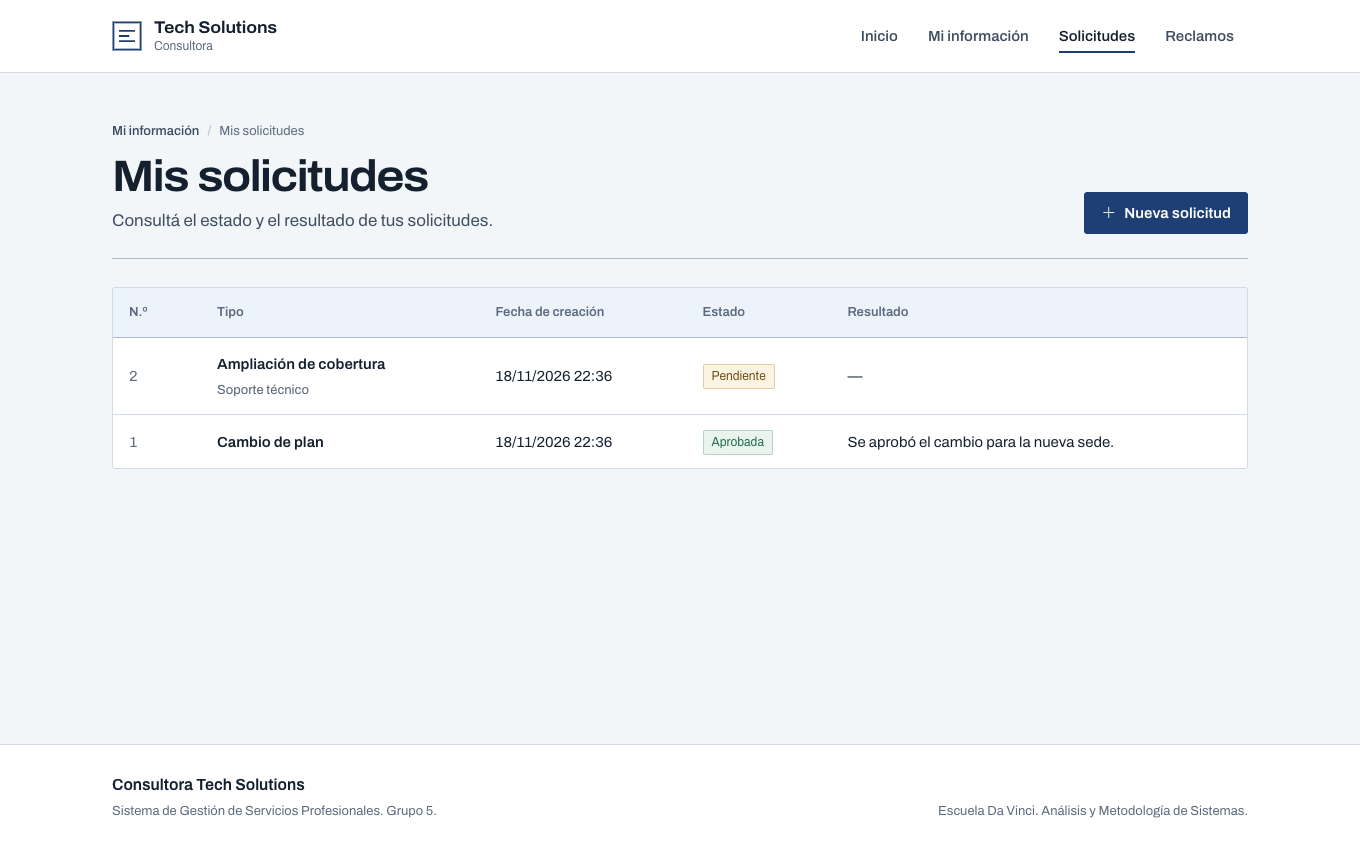 Tech Solutions
Consultora
Inicio Mi información Solicitudes Reclamos
Mi información / Mis solicitudes
Mis solicitudes
Consultá el estado y el resultado de tus solicitudes.
+ Nueva solicitud
N.º Tipo Fecha de creación Estado Resultado
2 Ampliación de cobertura 18/11/2026 22:36 Pendiente —
Soporte técnico
1 Cambio de plan 18/11/2026 22:36 Aprobada Se aprobó el cambio para la nueva sede.
Consultora Tech Solutions
Sistema de Gestión de Servicios Profesionales. Grupo 5.
Escuela Da Vinci. Análisis y Metodología de Sistemas.